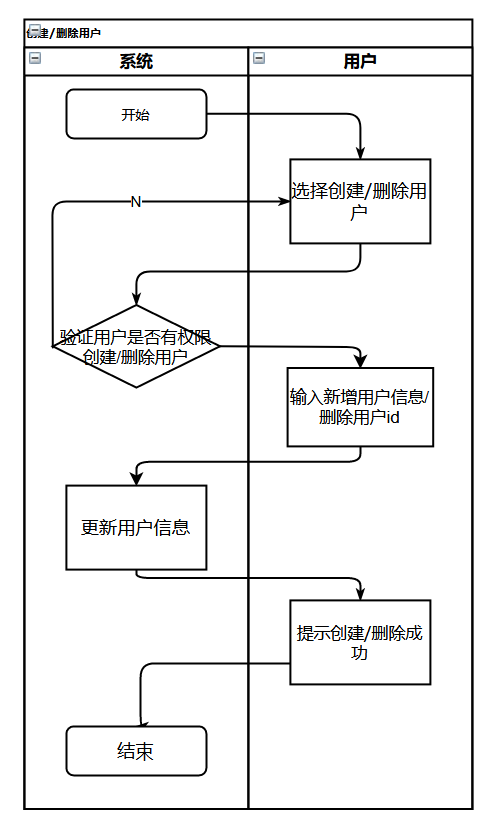 创建/删除用户
系统
用户
开始
选择创建/删除用
户
N
验证用户是否有权限
创建/删除用户
输入新增用户信息/
删除用户id
更新用户信息
提示创建/删除成
功
结束